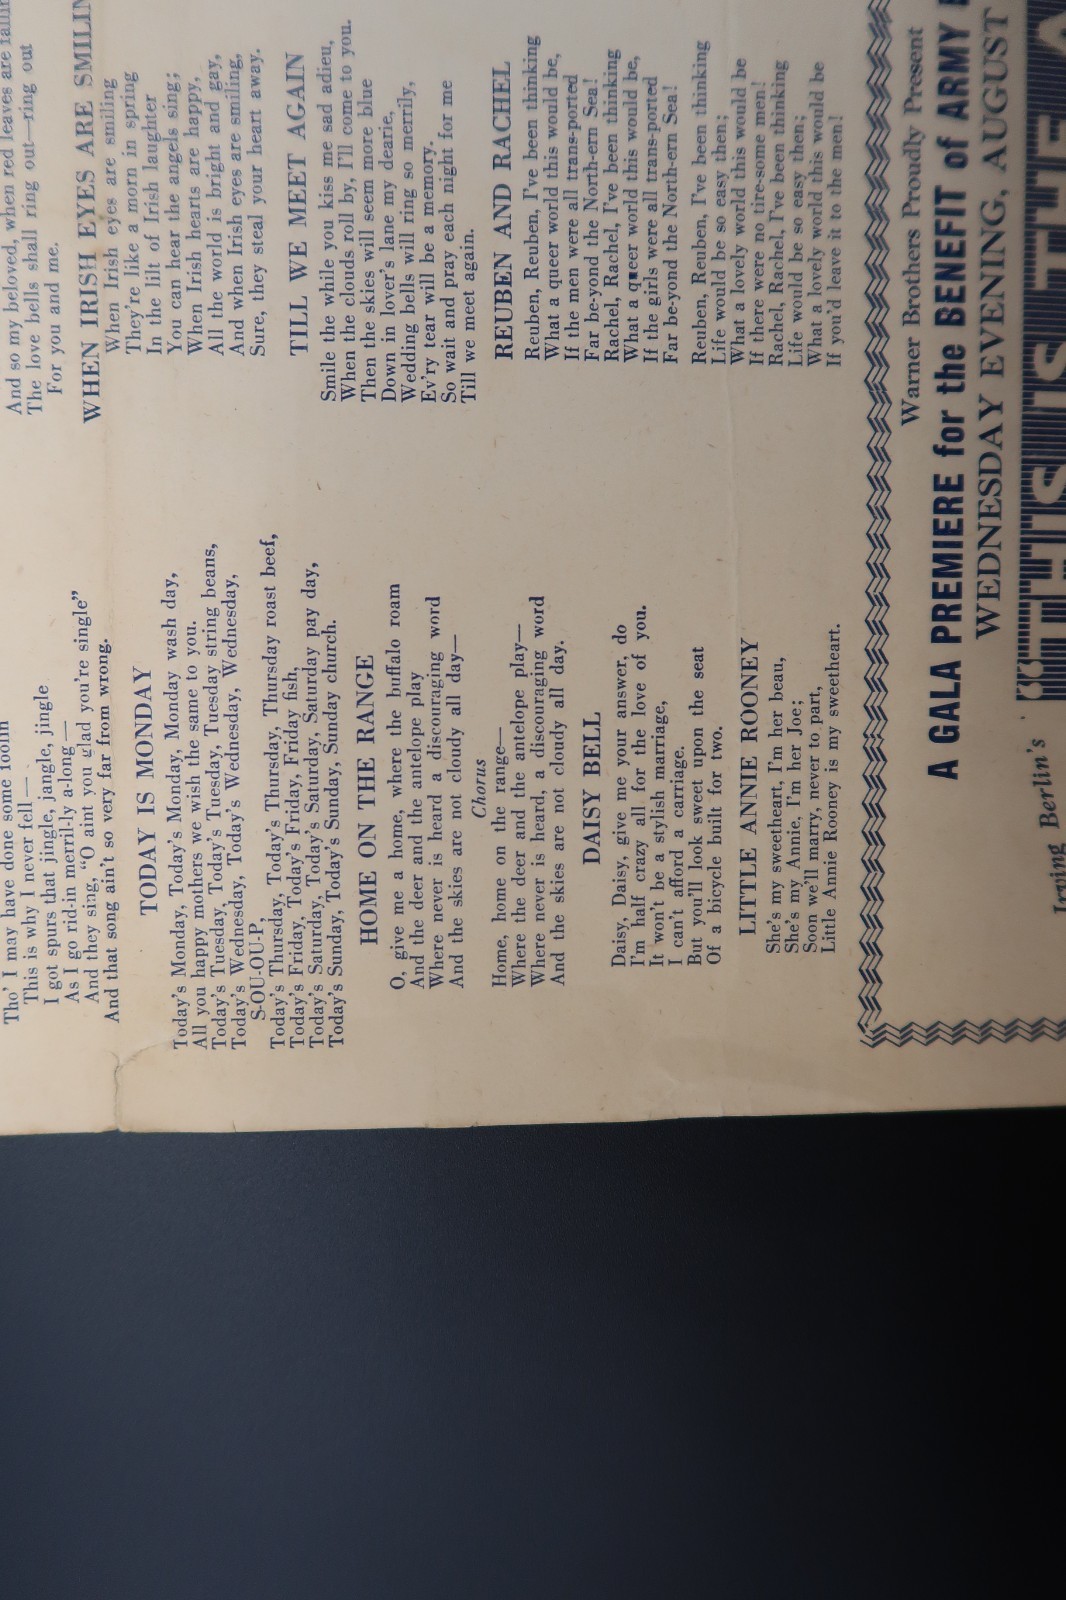 Tho' I may have done some foolin'
This is why I never fell—
I got spurs that jingle, jangle, jingle
As I go rid-in merril-ly a-long—
And they sing, "O aint you glad you're single"
And that song ain't so very far from wrong.
TODAY IS MONDAY
Today's Monday, Today's Monday, Monday wash day,
All you happy mothers we wish the same to you.
Today's Tuesday, Today's Tuesday, Tuesday string beans,
Today's Wednesday, Today's Wednesday, Wednesday,
S-OU-OU-P,
Today's Thursday, Today's Thursday, Thursday roast beef,
Today's Friday, Today's Friday, Friday fish,
Today's Saturday, Today's Saturday, Saturday pay day,
Today's Sunday, Today's Sunday, Sunday church.
HOME ON THE RANGE
O, give me a home, where the buffalo roam
And the deer and the antelope play
Where never is heard a discouraging word
And the skies are not cloudy all day—
Chorus
Home, home on the range—
Where the deer and the antelope play—
Where never is heard, a discouraging word
And the skies are not cloudy all day.
DAISY BELL
Daisy, Daisy, give me your answer, do
I'm half crazy all for the love of you.
It won't be a stylish marriage,
I can't afford a carriage.
But you'll look sweet upon the seat
Of a bicycle built for two.
LITTLE ANNIE ROONEY
She's my sweetheart, I'm her beau,
She's my Annie, I'm her Joe;
Soon we'll marry, never to part,
Little Annie Rooney is my sweetheart.
And so my beloved, when red leaves are
The love bells shall ring out—ring out
For you and me.
WHEN IRISH EYES ARE SMILIN
When Irish eyes are smiling
They're like a morn in spring
In the lilt of Irish laughter
You can hear the angels sing;
When Irish hearts are happy,
All the world is bright and gay,
And when Irish eyes are smiling,
Sure, they steal your heart away.
TILL WE MEET AGAIN
Smile the while you kiss me sad adieu,
When the clouds roll by, I'll come to you.
Then the skies will seem more blue
Down in lover's lane my dearie,
Wedding bells will ring so merrily,
Ev'ry tear will be a memory.
So wait and pray each night for me
Till we meet again.
REUBEN AND RACHEL
Reuben, Reuben, I've been thinking
What a queer world this would be,
If the men were all trans-ported
Far be-yond the North-ern Sea!
Rachel, Rachel, I've been thinking
What a queer world this would be,
If the girls were all trans-ported
Far be-yond the North-ern Sea!
Reuben, Reuben, I've been thinking
Life would be so easy then;
What a lovely world this would be
If there were no tire-some men!
Rachel, Rachel, I've been thinking
Life would be so easy then;
What a lovely world this would be
If you'd leave it to the men!
Warner Brothers Proudly Present
A GALA PREMIERE for the BENEFIT of ARMY
WEDNESDAY EVENING, AUGUST
Irving Berlin's
"THIS IS THE